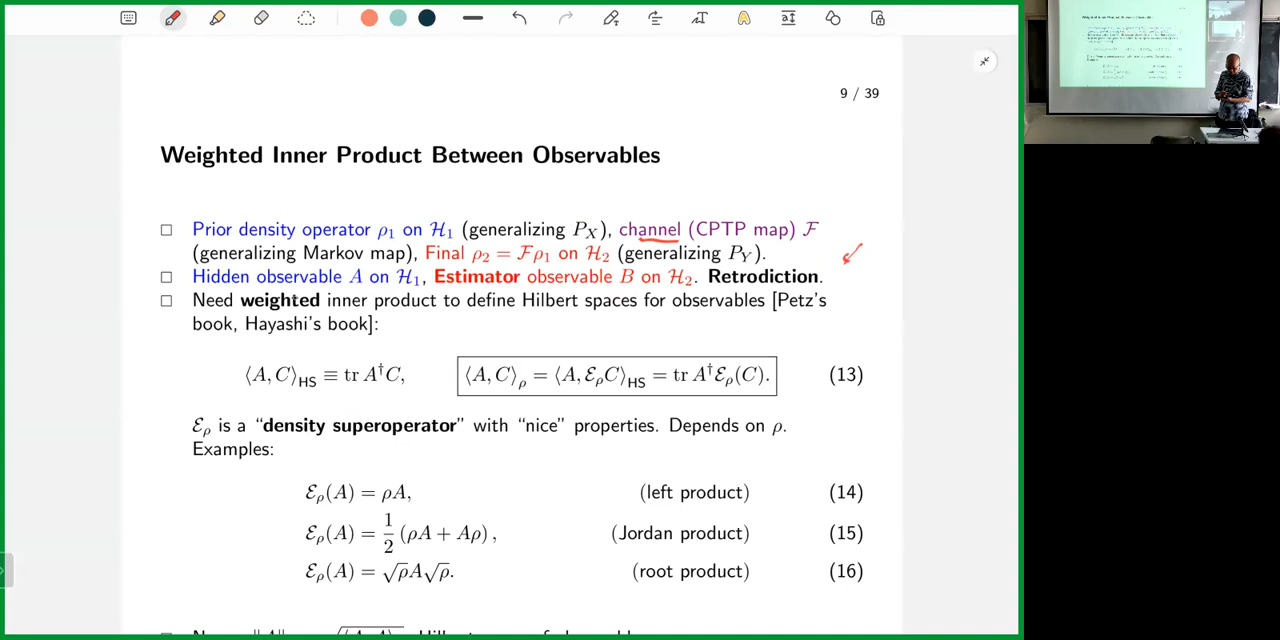 9 / 39
Weighted Inner Product Between Observables
□ Prior density operator ρ₁ on ℋ₁ (generalizing P_X), channel (CPTP map) ℱ
(generalizing Markov map), Final ρ₂ = ℱρ₁ on ℋ₂ (generalizing P_Y).
□ Hidden observable A on ℋ₁, Estimator observable B on ℋ₂. Retrodiction.
□ Need weighted inner product to define Hilbert spaces for observables [Petz's
book, Hayashi's book]:
⟨A, C⟩_HS ≡ tr A†C, ⟨A, C⟩_ρ = ⟨A, ℰ_ρC⟩_HS = tr A†ℰ_ρ(C). (13)
ℰ_ρ is a “density superoperator” with “nice” properties. Depends on ρ.
Examples:
ℰ_ρ(A) = ρA, (left product) (14)
ℰ_ρ(A) = 1/2 (ρA + Aρ), (Jordan product) (15)
ℰ_ρ(A) = √ρA√ρ. (root product) (16)